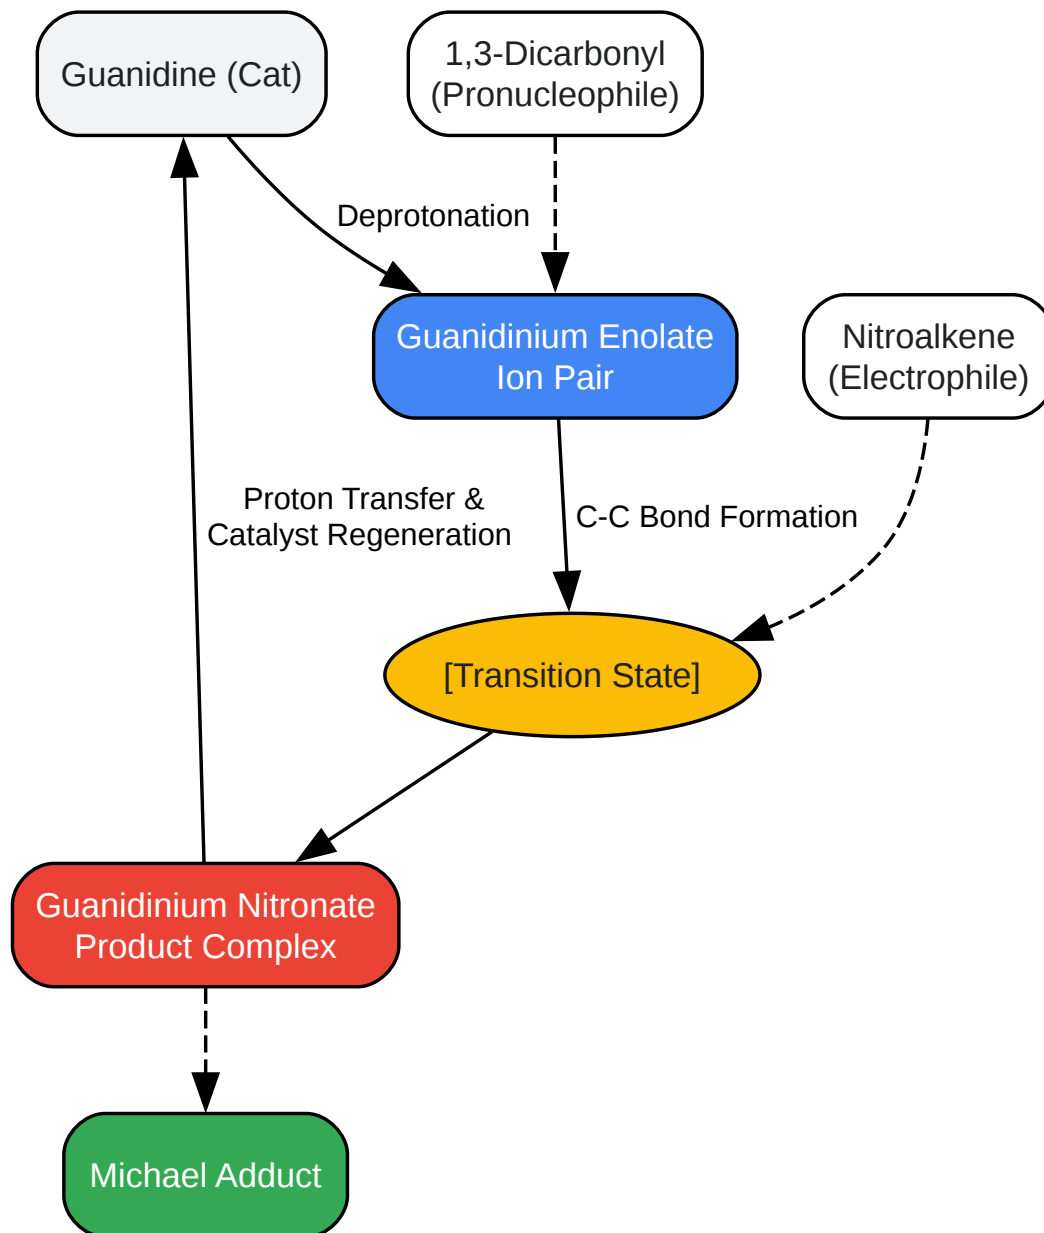 Guanidine (Cat)
1,3-Dicarbonyl
(Pronucleophile)
Deprotonation
Guanidinium Enolate
Ion Pair
Nitroalkene
(Electrophile)
Proton Transfer &
Catalyst Regeneration
C-C Bond Formation
[Transition State]
Guanidinium Nitronate
Product Complex
Michael Adduct